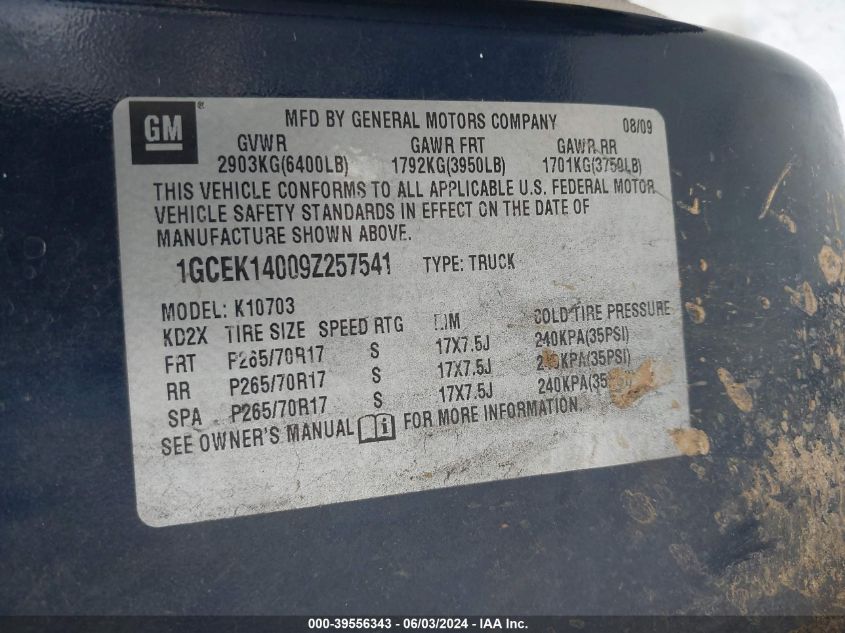 GM ®
MFD BY GENERAL MOTORS COMPANY 08/09
GVWR GAWR FRT GAWR RR
2903KG(6400LB) 1792KG(3950LB) 1701KG(3750LB)
THIS VEHICLE CONFORMS TO ALL APPLICABLE U.S. FEDERAL MOTOR
VEHICLE SAFETY STANDARDS IN EFFECT ON THE DATE OF
MANUFACTURE SHOWN ABOVE.
1GCEK14009Z257541 TYPE: TRUCK
MODEL: K10703
KD2X TIRE SIZE SPEED RTG RIM COLD TIRE PRESSURE
FRT P265/70R17 S 17X7.5J 240KPA(35PSI)
RR P265/70R17 S 17X7.5J 240KPA(35PSI)
SPA P265/70R17 S 17X7.5J 240KPA(35PSI)
SEE OWNER'S MANUAL i FOR MORE INFORMATION.
000-39556343 - 06/03/2024 - IAA Inc.